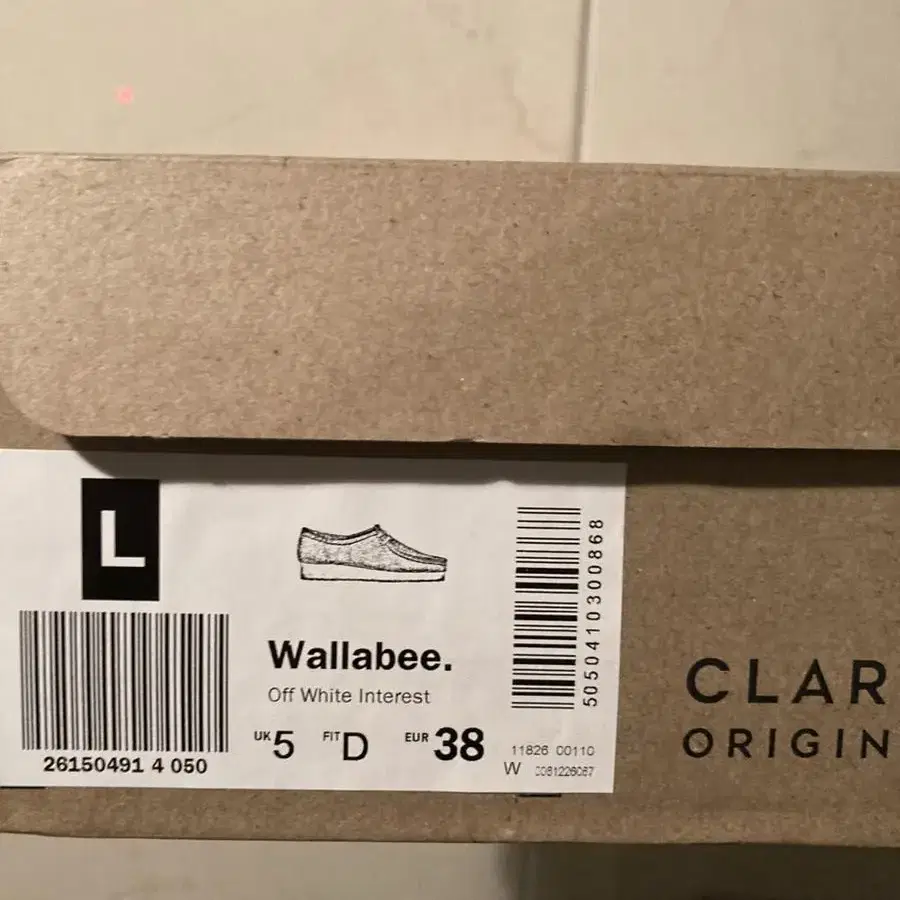 L
26150491 4 050
Wallabee.
Off White Interest
UK 5 FIT D EUR 38
5050410300868
11826 00110
W
CLAR
ORIGIN